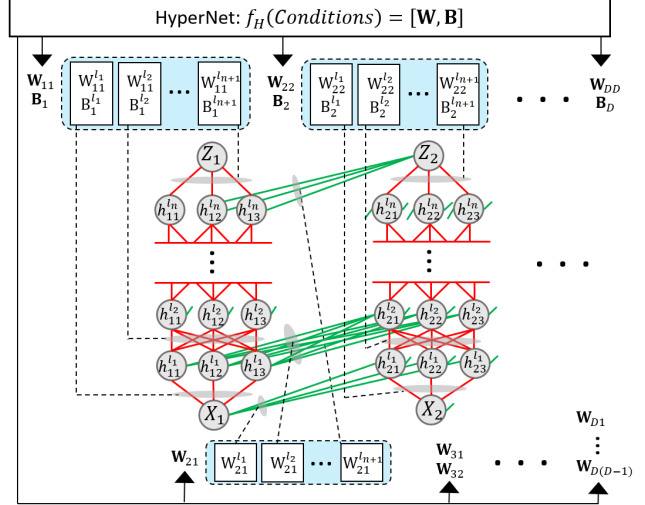 HyperNet: f_H(Conditions) = [W, B]
W_11
B_1
W_11^{l_1} W_11^{l_2} ••• W_11^{l_{n+1}}
B_1^{l_1} B_1^{l_2} B_1^{l_{n+1}}
W_22
B_2
W_22^{l_1} W_22^{l_2} ••• W_22^{l_{n+1}}
B_2^{l_1} B_2^{l_2} B_2^{l_{n+1}}
• • •
W_DD
B_D
Z_1 Z_2
h_11^{l_n} h_12^{l_n} h_13^{l_n} h_21^{l_n} h_22^{l_n} h_23^{l_n}
h_11^{l_2} h_12^{l_2} h_13^{l_2} h_21^{l_2} h_22^{l_2} h_23^{l_2}
h_11^{l_1} h_12^{l_1} h_13^{l_1} h_21^{l_1} h_22^{l_1} h_23^{l_1}
X_1 X_2
W_21
W_21^{l_1} W_21^{l_2} ••• W_21^{l_{n+1}}
W_31
W_32
• • •
W_D1
W_D(D−1)